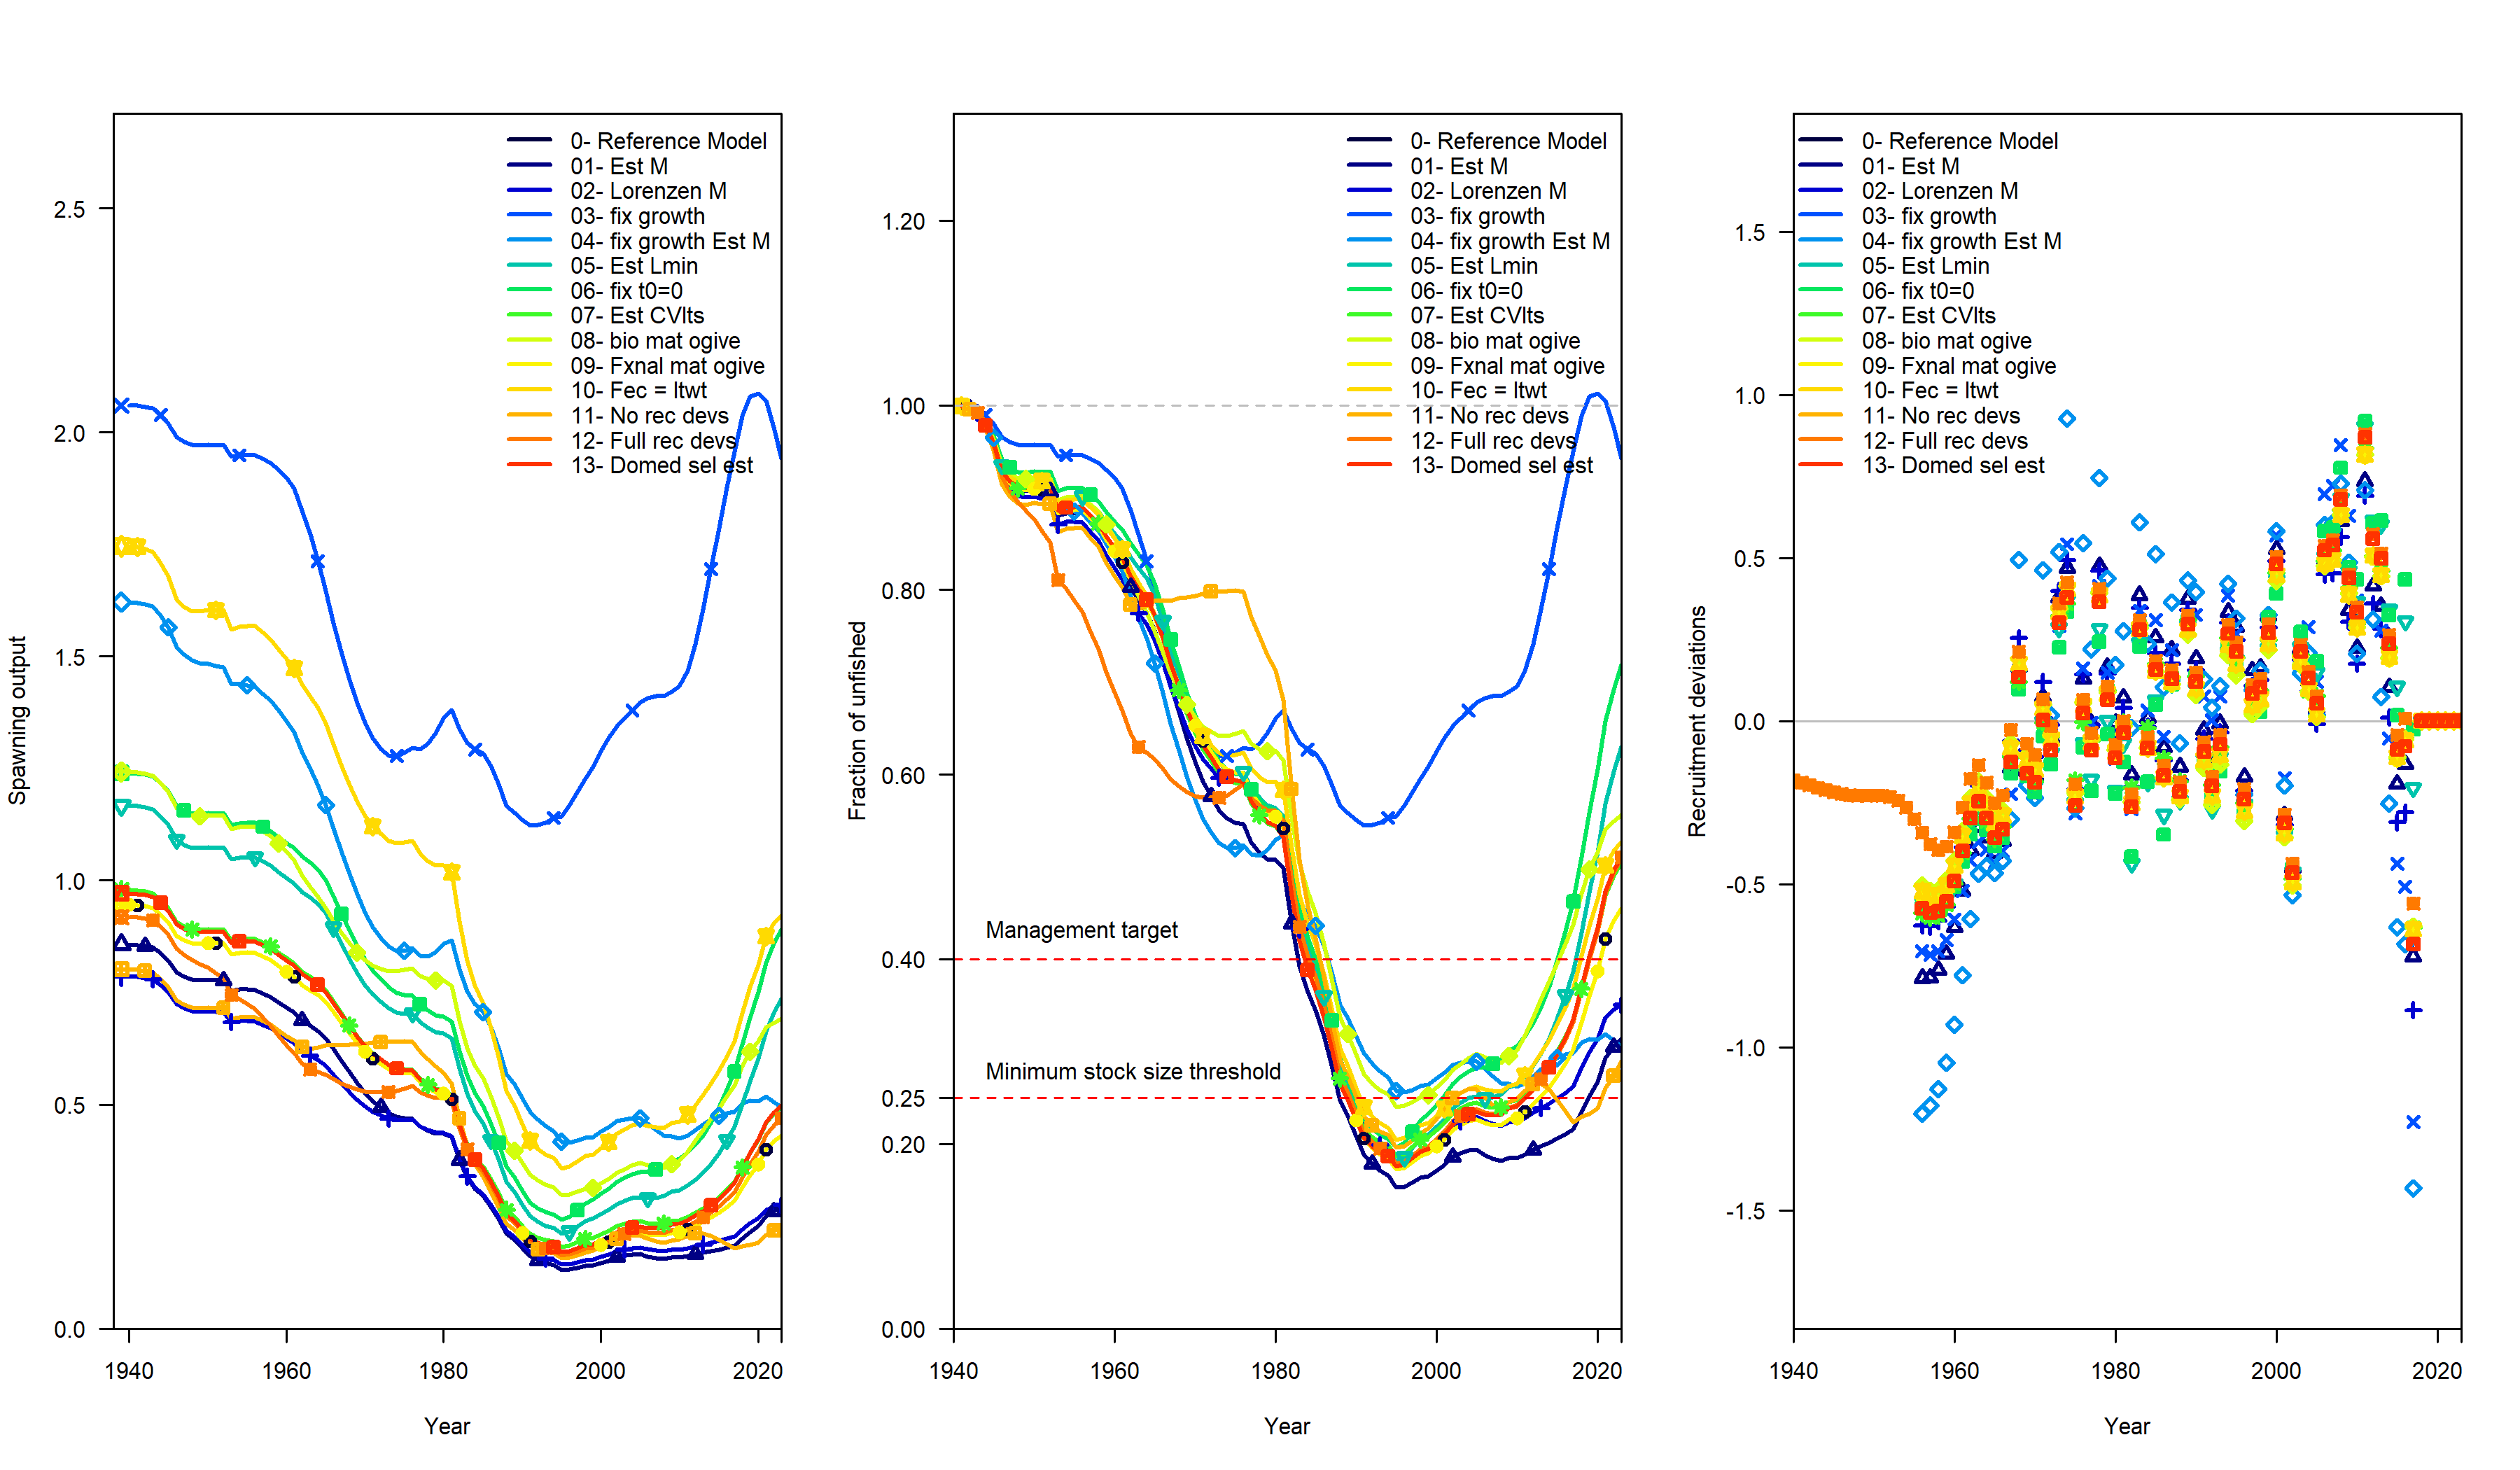 Spawning output
2.5
2.0
1.5
1.0
0.5
0.0
1940 1960 1980 2000 2020
Year
0- Reference Model
01- Est M
02- Lorenzen M
03- fix growth
04- fix growth Est M
05- Est Lmin
06- fix t0=0
07- Est CVlts
08- bio mat ogive
09- Fxnal mat ogive
10- Fec = ltwt
11- No rec devs
12- Full rec devs
13- Domed sel est
Fraction of unfished
1.20
1.00
0.80
0.60
0.40
0.25
0.20
0.00
1940 1960 1980 2000 2020
Year
0- Reference Model
01- Est M
02- Lorenzen M
03- fix growth
04- fix growth Est M
05- Est Lmin
06- fix t0=0
07- Est CVlts
08- bio mat ogive
09- Fxnal mat ogive
10- Fec = ltwt
11- No rec devs
12- Full rec devs
13- Domed sel est
Management target
Minimum stock size threshold
Recruitment deviations
1.5
1.0
0.5
0.0
-0.5
-1.0
-1.5
1940 1960 1980 2000 2020
Year
0- Reference Model
01- Est M
02- Lorenzen M
03- fix growth
04- fix growth Est M
05- Est Lmin
06- fix t0=0
07- Est CVlts
08- bio mat ogive
09- Fxnal mat ogive
10- Fec = ltwt
11- No rec devs
12- Full rec devs
13- Domed sel est